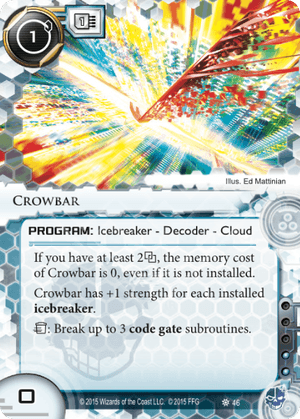 1
1
Illus. Ed Mattinian
Crowbar
PROGRAM: Icebreaker - Decoder - Cloud
If you have at least 2, the memory cost
of Crowbar is 0, even if it is not installed.
Crowbar has +1 strength for each installed
icebreaker.
: Break up to 3 code gate subroutines.
0
© 2015 Wizards of the Coast LLC. © 2015 FFG 46